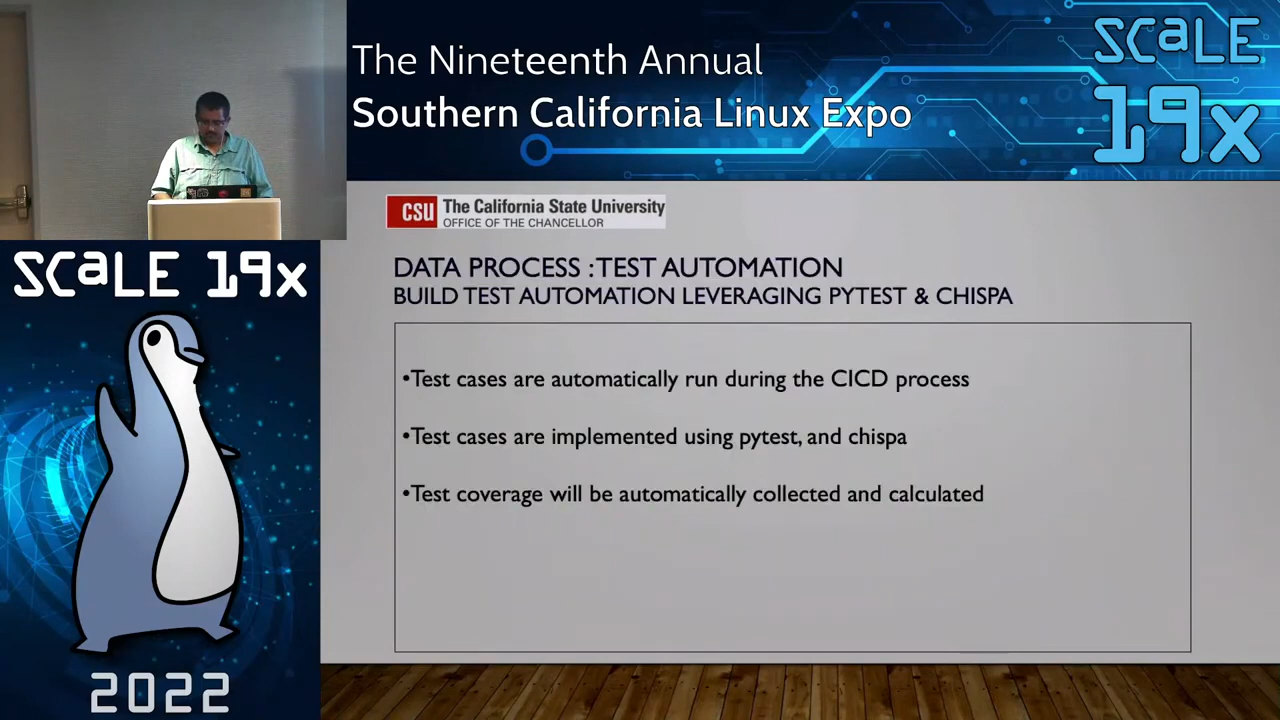 The Nineteenth Annual
Southern California Linux Expo
SCaLE
19x
CSU The California State University
OFFICE OF THE CHANCELLOR
DATA PROCESS : TEST AUTOMATION
BUILD TEST AUTOMATION LEVERAGING PYTEST & CHISPA
•Test cases are automatically run during the CICD process
•Test cases are implemented using pytest, and chispa
•Test coverage will be automatically collected and calculated
SCaLE 19x
2022